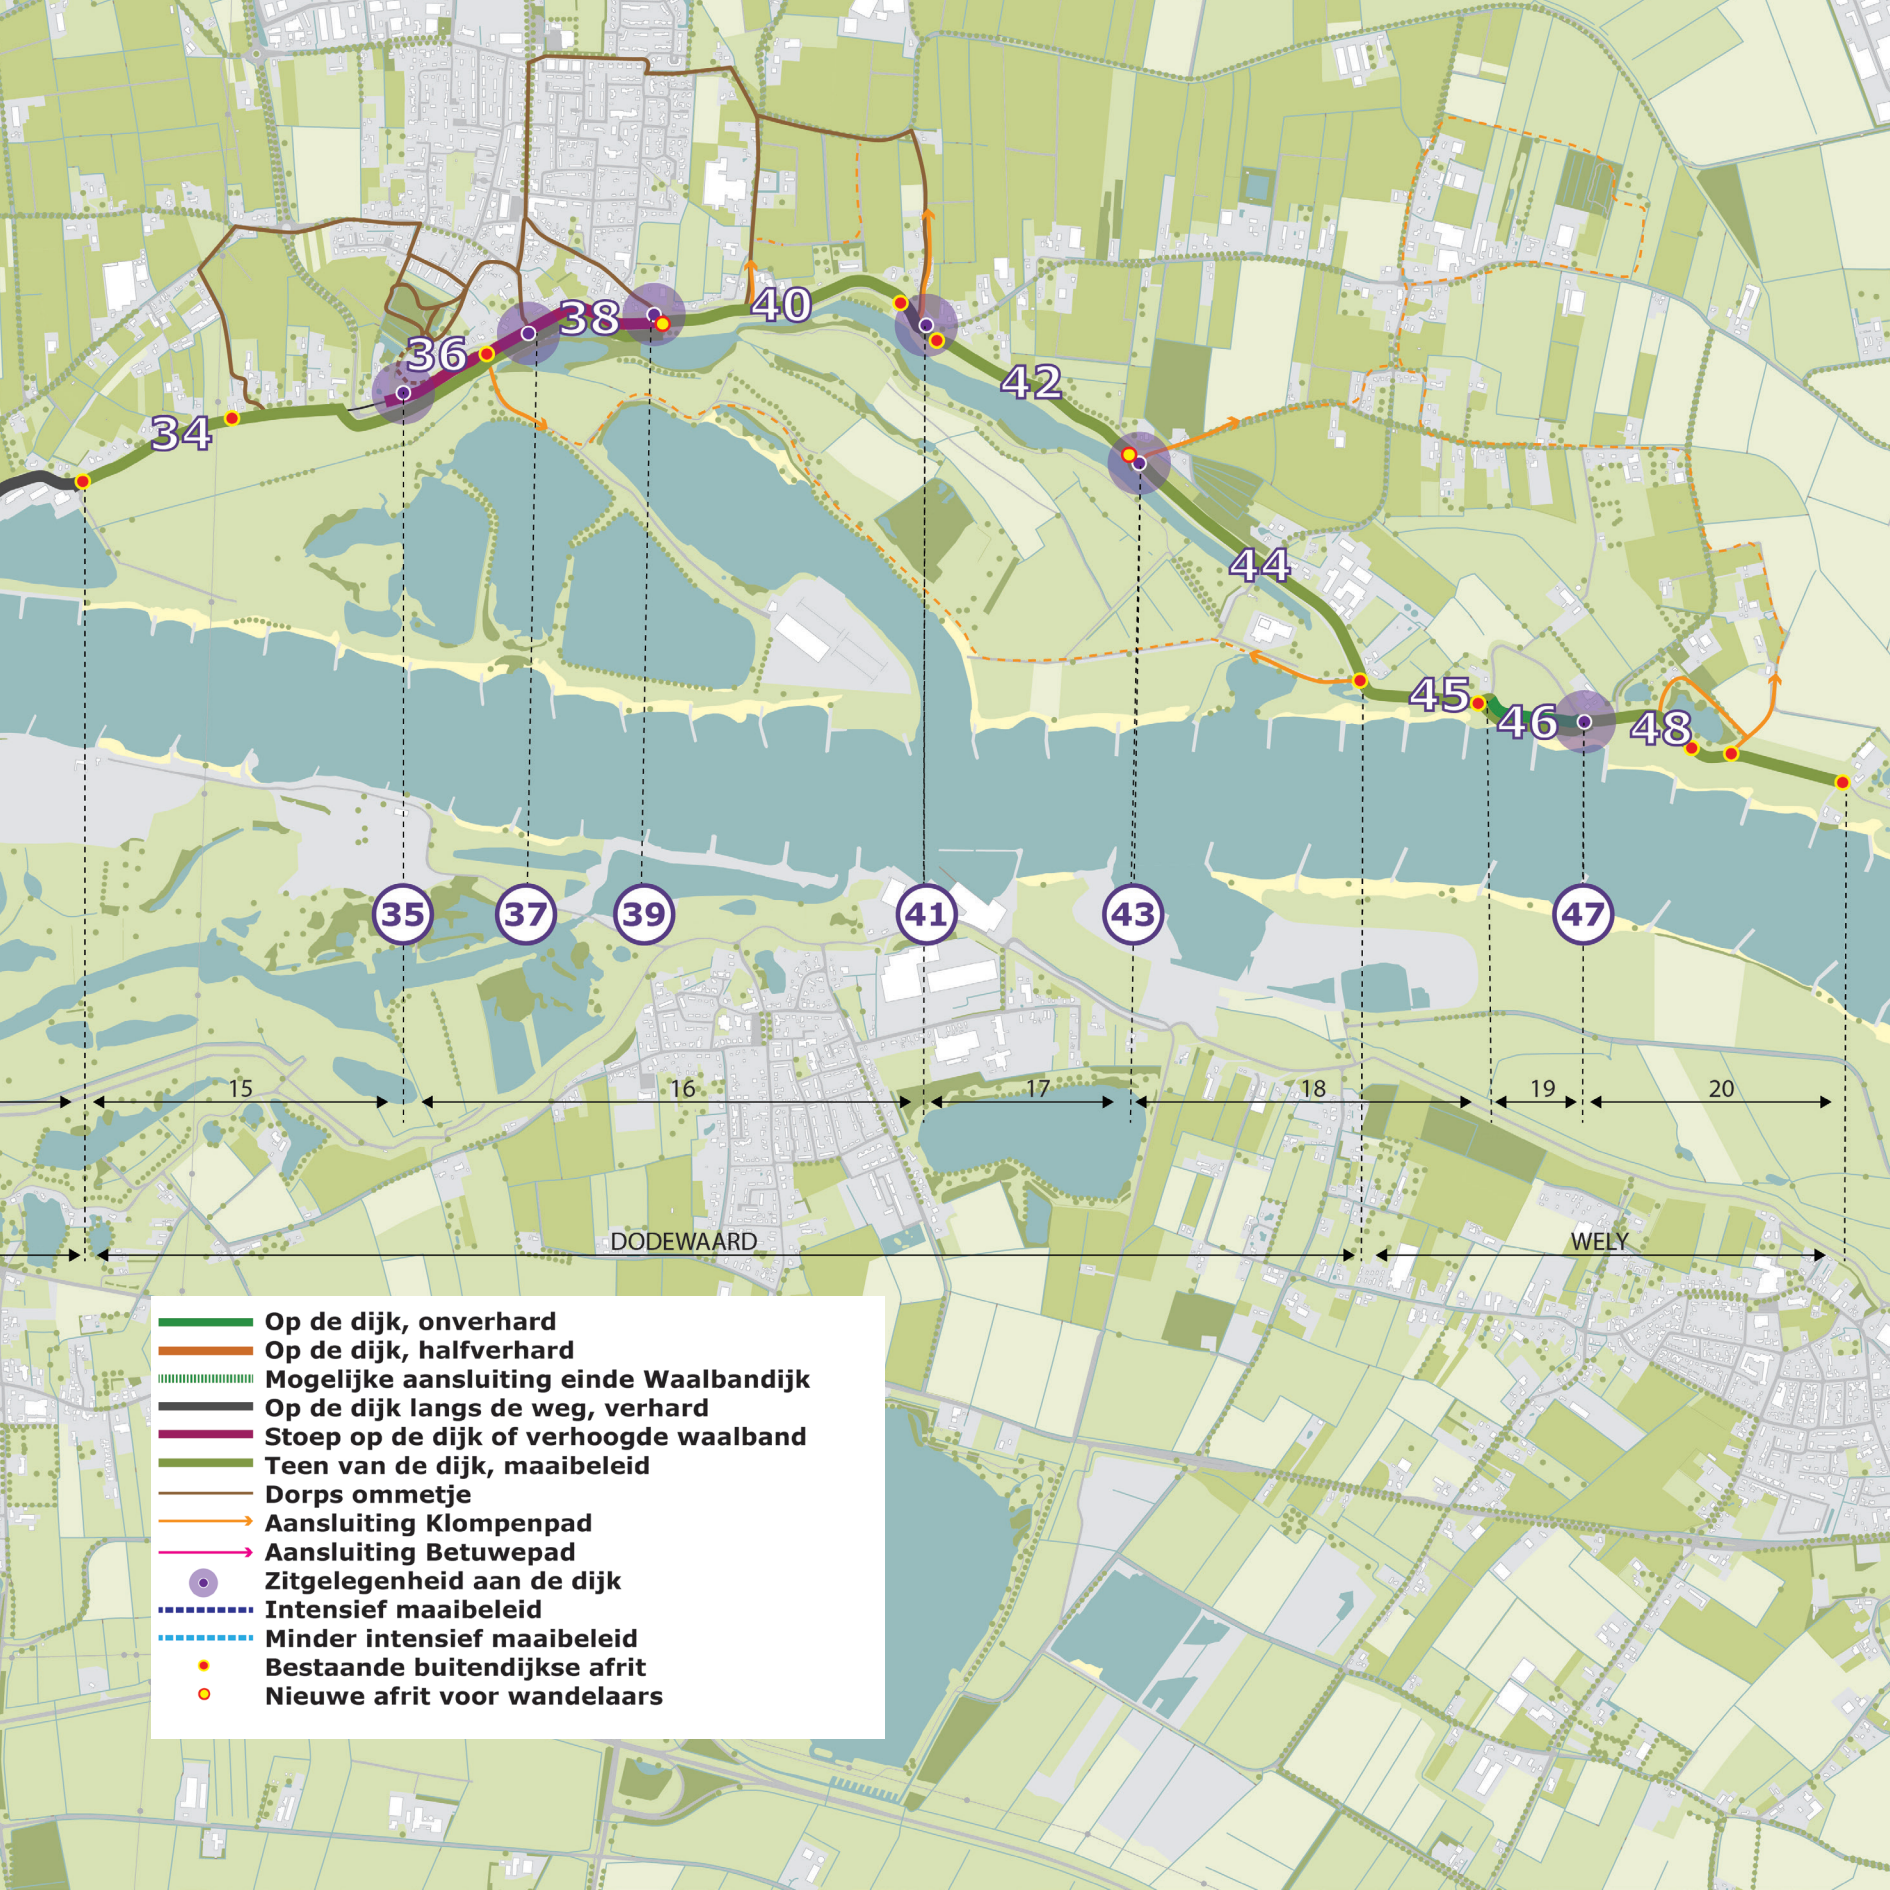 38
40
36
42
34
44
45
46
48
35
37
39
41
43
47
15
16
17
18
19
20
DODEWAARD
WELY
Op de dijk, onverhard
Op de dijk, halfverhard
Mogelijke aansluiting einde Waalbandijk
Op de dijk langs de weg, verhard
Stoep op de dijk of verhoogde waalband
Teen van de dijk, maaibeleid
Dorps ommetje
Aansluiting Klompenpad
Aansluiting Betuwepad
Zitgelegenheid aan de dijk
Intensief maaibeleid
Minder intensief maaibeleid
Bestaande buitendijkse afrit
Nieuwe afrit voor wandelaars